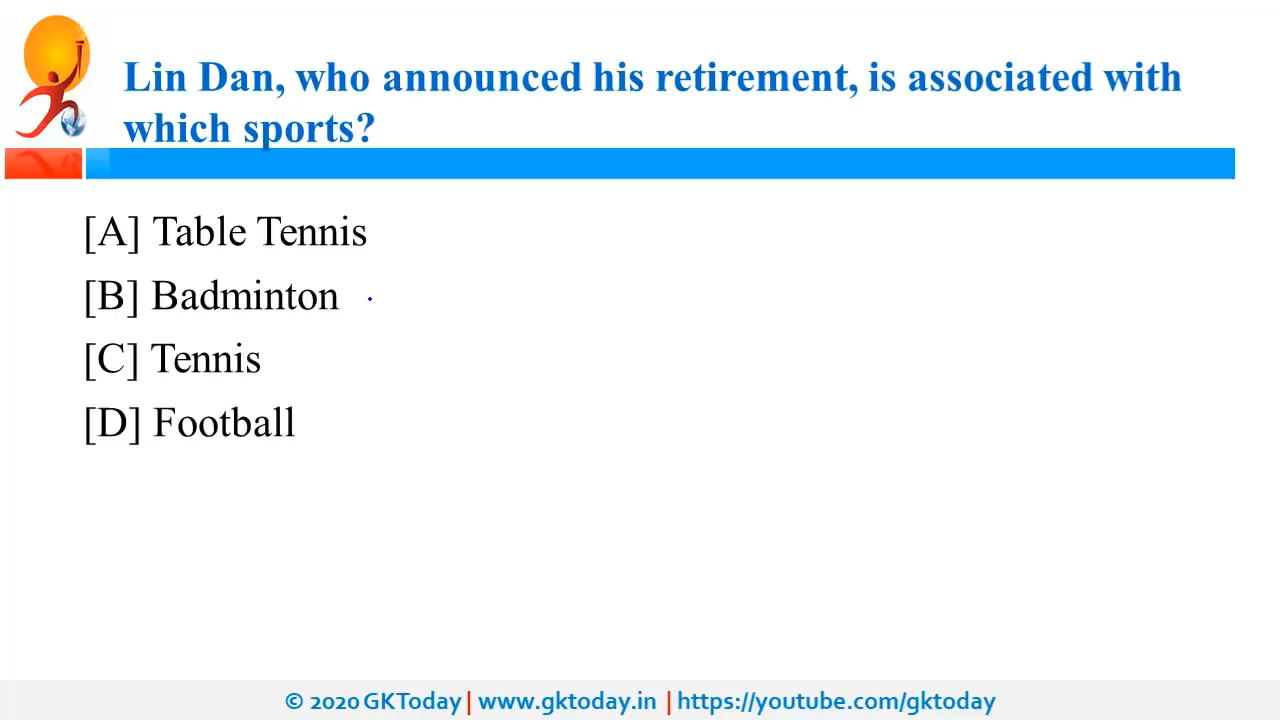 Lin Dan, who announced his retirement, is associated with
which sports?
[A] Table Tennis
[B] Badminton
[C] Tennis
[D] Football
© 2020 GKToday | www.gktoday.in | https://youtube.com/gktoday